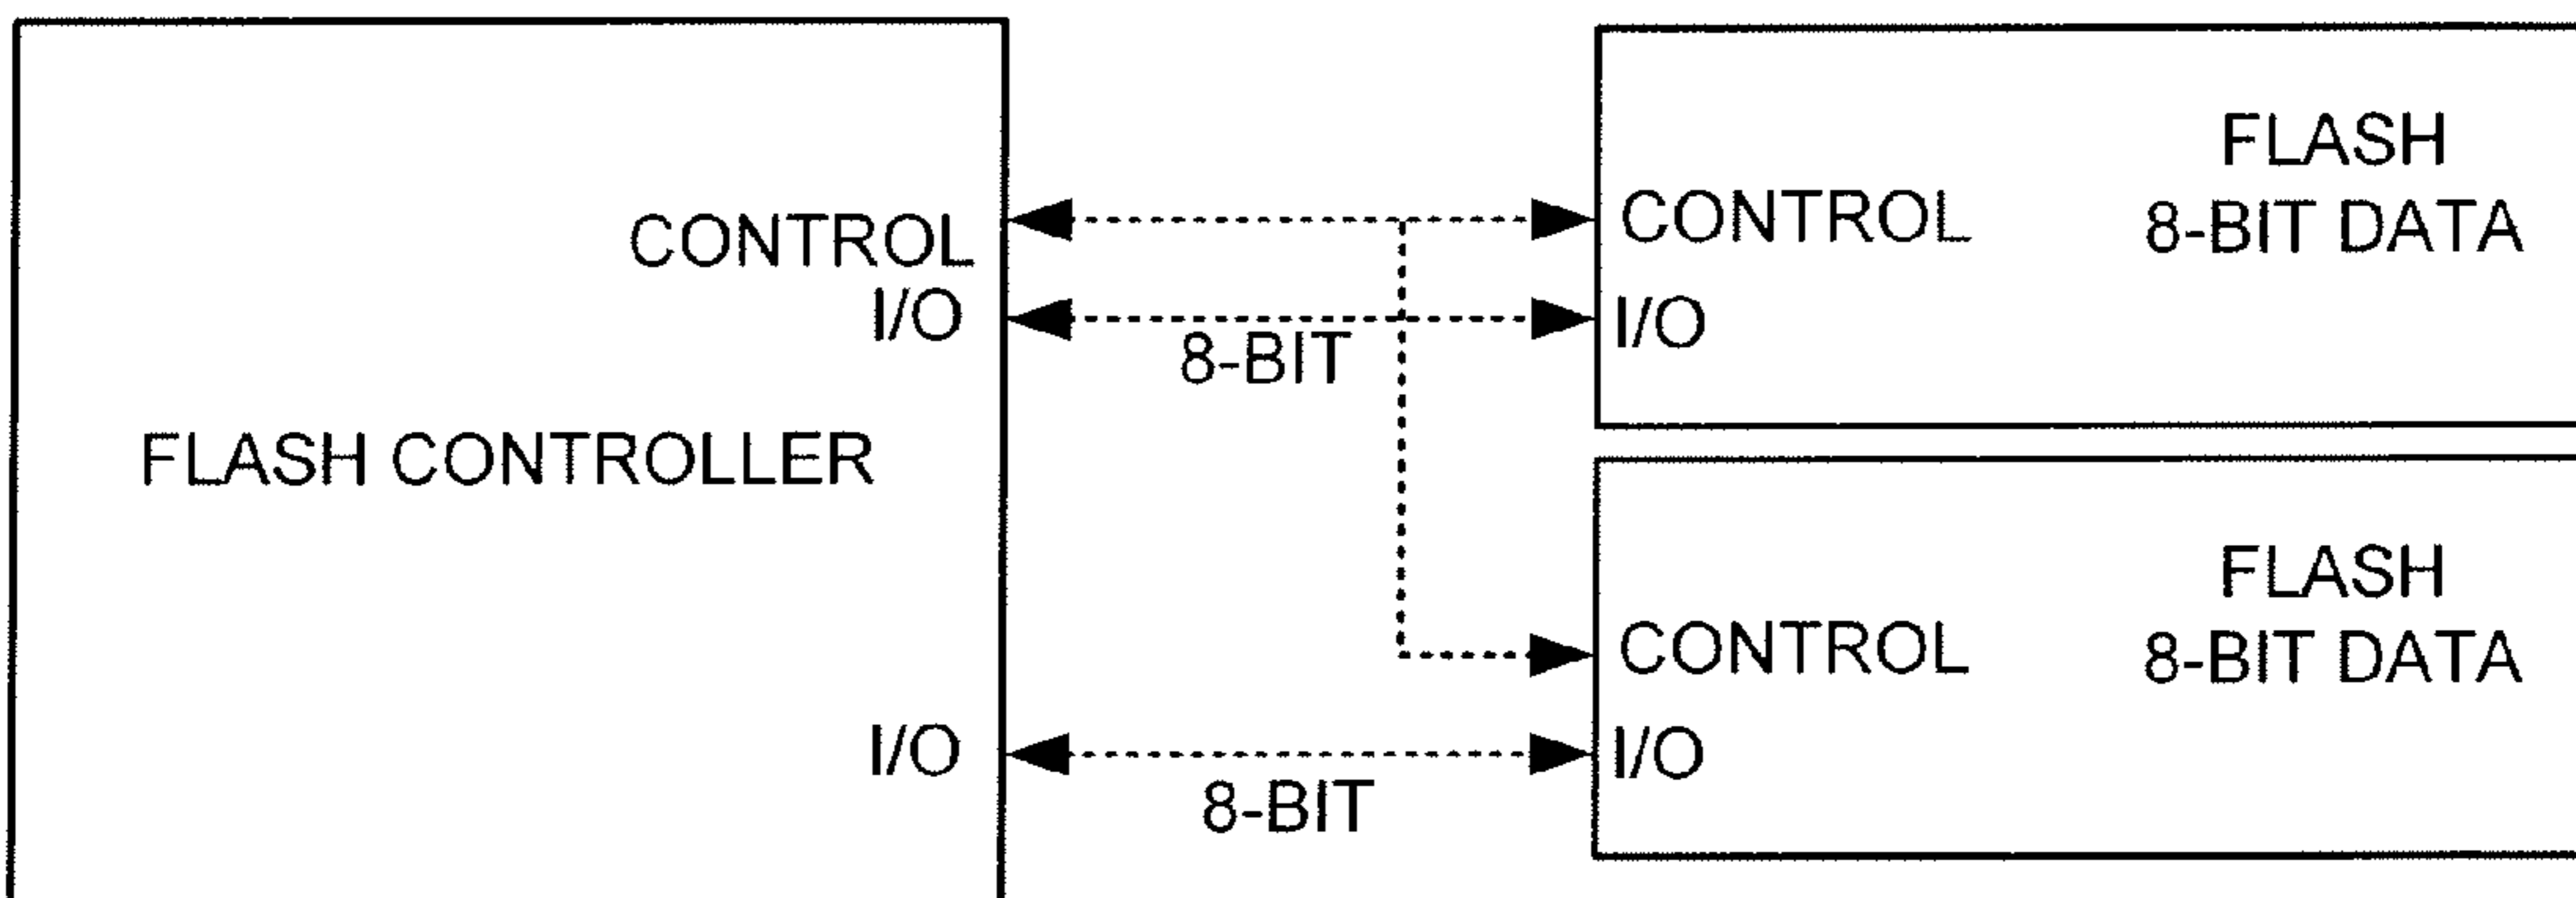 CONTROL
I/O
FLASH CONTROLLER
I/O
8-BIT
8-BIT
FLASH
8-BIT DATA
CONTROL
I/O
FLASH
8-BIT DATA
CONTROL
I/O